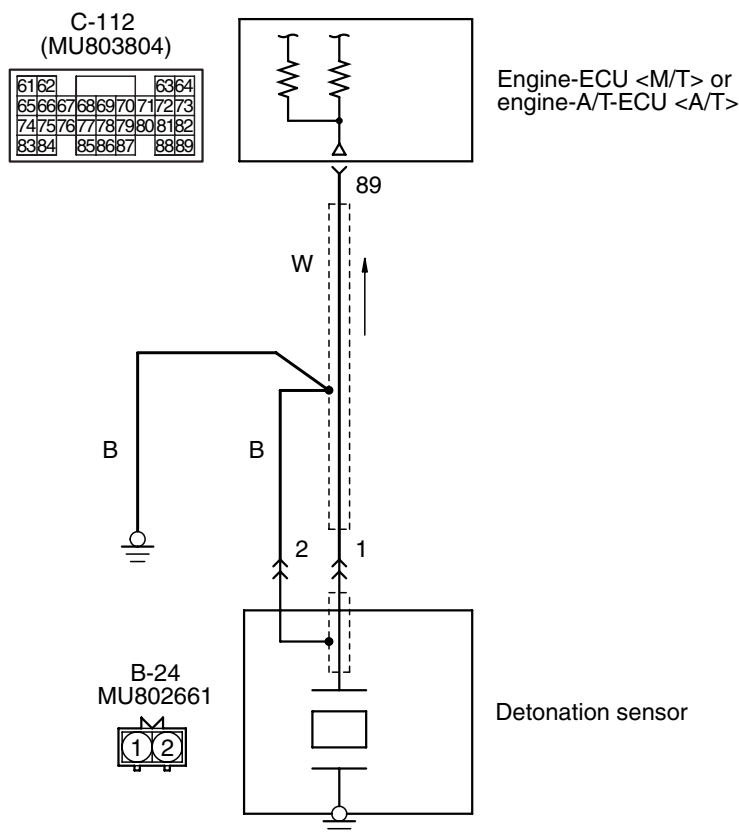 C-112
(MU803804)
61 62 63 64
65 66 67 68 69 70 71 72 73
74 75 76 77 78 79 80 81 82
83 84 85 86 87 88 89
Engine-ECU <M/T> or
engine-A/T-ECU <A/T>
89
W
B
B
2
1
B-24
MU802661
1 2
Detonation sensor